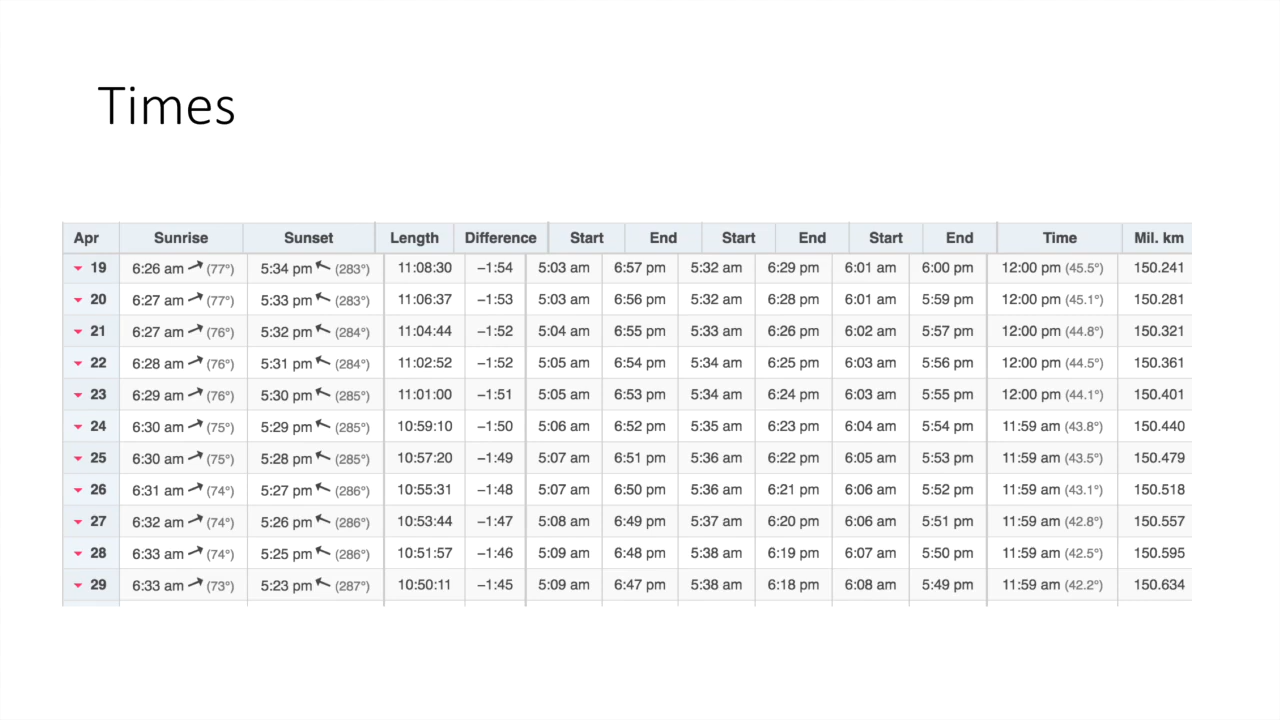 Times
Apr Sunrise Sunset Length Difference Start End Start End Start End Time Mil. km
19 6:26 am (77°) 5:34 pm (283°) 11:08:30 −1:54 5:03 am 6:57 pm 5:32 am 6:29 pm 6:01 am 6:00 pm 12:00 pm (45.5°) 150.241
20 6:27 am (77°) 5:33 pm (283°) 11:06:37 −1:53 5:03 am 6:56 pm 5:32 am 6:28 pm 6:01 am 5:59 pm 12:00 pm (45.1°) 150.281
21 6:27 am (76°) 5:32 pm (284°) 11:04:44 −1:52 5:04 am 6:55 pm 5:33 am 6:26 pm 6:02 am 5:57 pm 12:00 pm (44.8°) 150.321
22 6:28 am (76°) 5:31 pm (284°) 11:02:52 −1:52 5:05 am 6:54 pm 5:34 am 6:25 pm 6:03 am 5:56 pm 12:00 pm (44.5°) 150.361
23 6:29 am (76°) 5:30 pm (285°) 11:01:00 −1:51 5:05 am 6:53 pm 5:34 am 6:24 pm 6:03 am 5:55 pm 12:00 pm (44.1°) 150.401
24 6:30 am (75°) 5:29 pm (285°) 10:59:10 −1:50 5:06 am 6:52 pm 5:35 am 6:23 pm 6:04 am 5:54 pm 11:59 am (43.8°) 150.440
25 6:30 am (75°) 5:28 pm (285°) 10:57:20 −1:49 5:07 am 6:51 pm 5:36 am 6:22 pm 6:05 am 5:53 pm 11:59 am (43.5°) 150.479
26 6:31 am (74°) 5:27 pm (286°) 10:55:31 −1:48 5:07 am 6:50 pm 5:36 am 6:21 pm 6:06 am 5:52 pm 11:59 am (43.1°) 150.518
27 6:32 am (74°) 5:26 pm (286°) 10:53:44 −1:47 5:08 am 6:49 pm 5:37 am 6:20 pm 6:06 am 5:51 pm 11:59 am (42.8°) 150.557
28 6:33 am (74°) 5:25 pm (286°) 10:51:57 −1:46 5:09 am 6:48 pm 5:38 am 6:19 pm 6:07 am 5:50 pm 11:59 am (42.5°) 150.595
29 6:33 am (73°) 5:23 pm (287°) 10:50:11 −1:45 5:09 am 6:47 pm 5:38 am 6:18 pm 6:08 am 5:49 pm 11:59 am (42.2°) 150.634